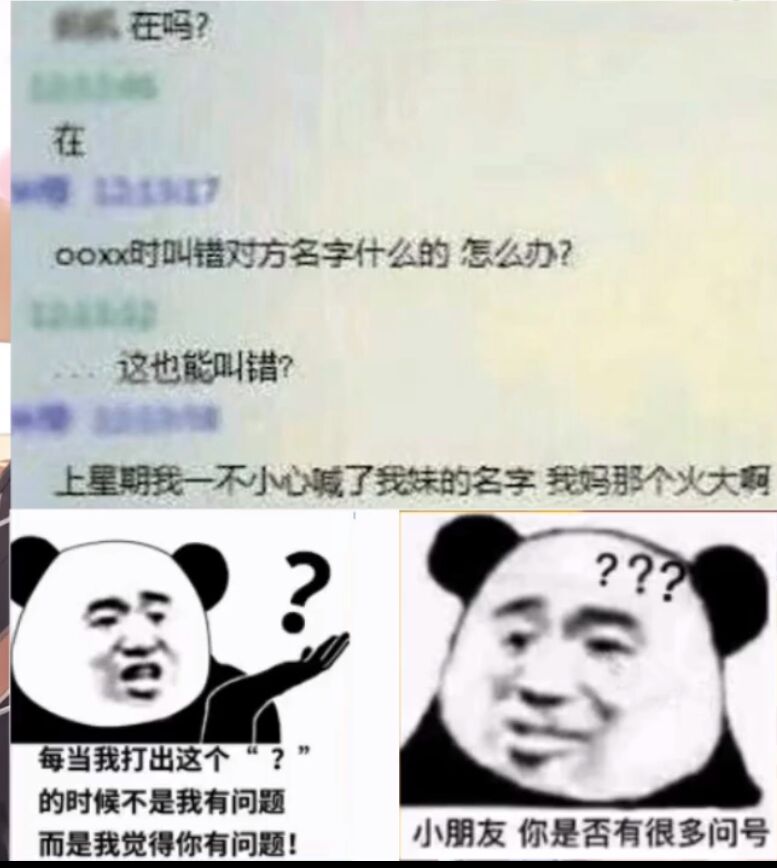 在吗?
在
ooxx时叫错对方名字什么的 怎么办?
... 这也能叫错?
上星期我一不小心喊了我妹的名字 我妈那个火大啊
?
???
每当我打出这个“?”
的时候不是我有问题
而是我觉得你有问题!
小朋友 你是否有很多问号